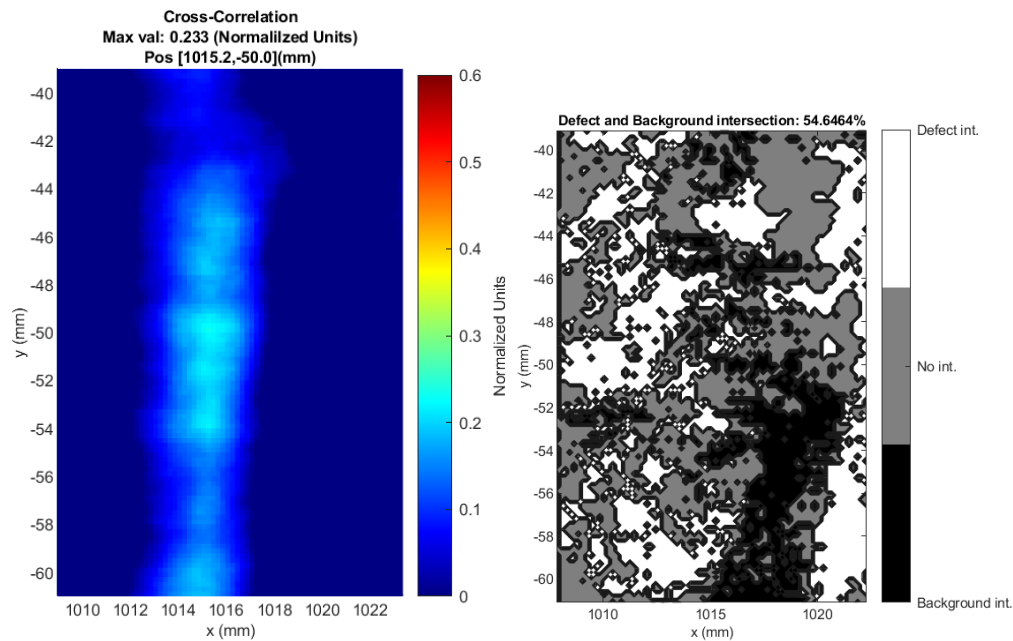 Cross-Correlation
Max val: 0.233 (Normalilzed Units)
Pos [1015.2,-50.0](mm)
-40
-42
-44
-46
-48
-50
-52
-54
-56
-58
-60
y (mm)
1010 1012 1014 1016 1018 1020 1022
x (mm)
0.6
0.5
0.4
0.3
0.2
0.1
0
Normalized Units
Defect and Background intersection: 54.6464%
-40
-42
-44
-46
-48
-50
-52
-54
-56
-58
-60
y (mm)
1010 1015 1020
x (mm)
Defect int.
No int.
Background int.